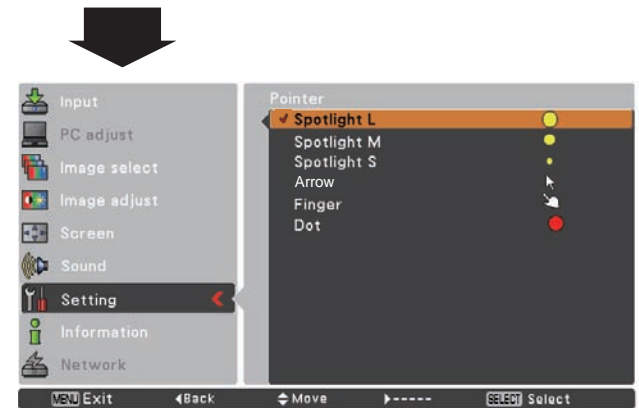 Input
PC adjust
Image select
Image adjust
Screen
Sound
Setting
Information
Network
Pointer
Spotlight L
Spotlight M
Spotlight S
Arrow
Finger
Dot
MENU Exit ◀Back Move ▶----- SELECT Select